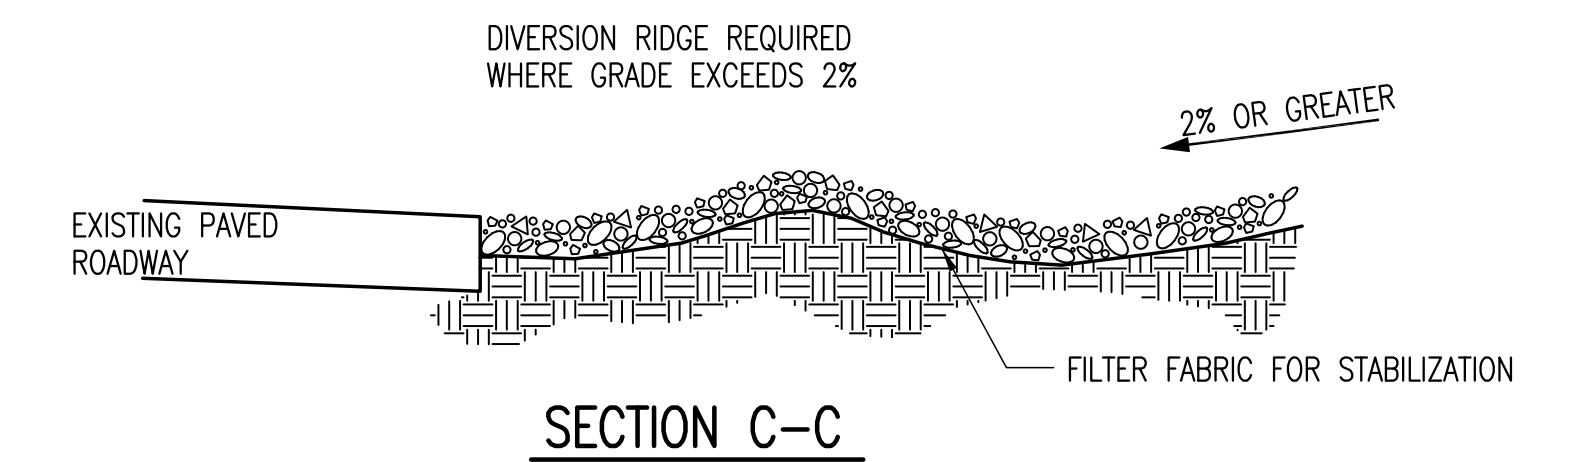 DIVERSION RIDGE REQUIRED
WHERE GRADE EXCEEDS 2%
2% OR GREATER
EXISTING PAVED
ROADWAY
FILTER FABRIC FOR STABILIZATION
SECTION C-C